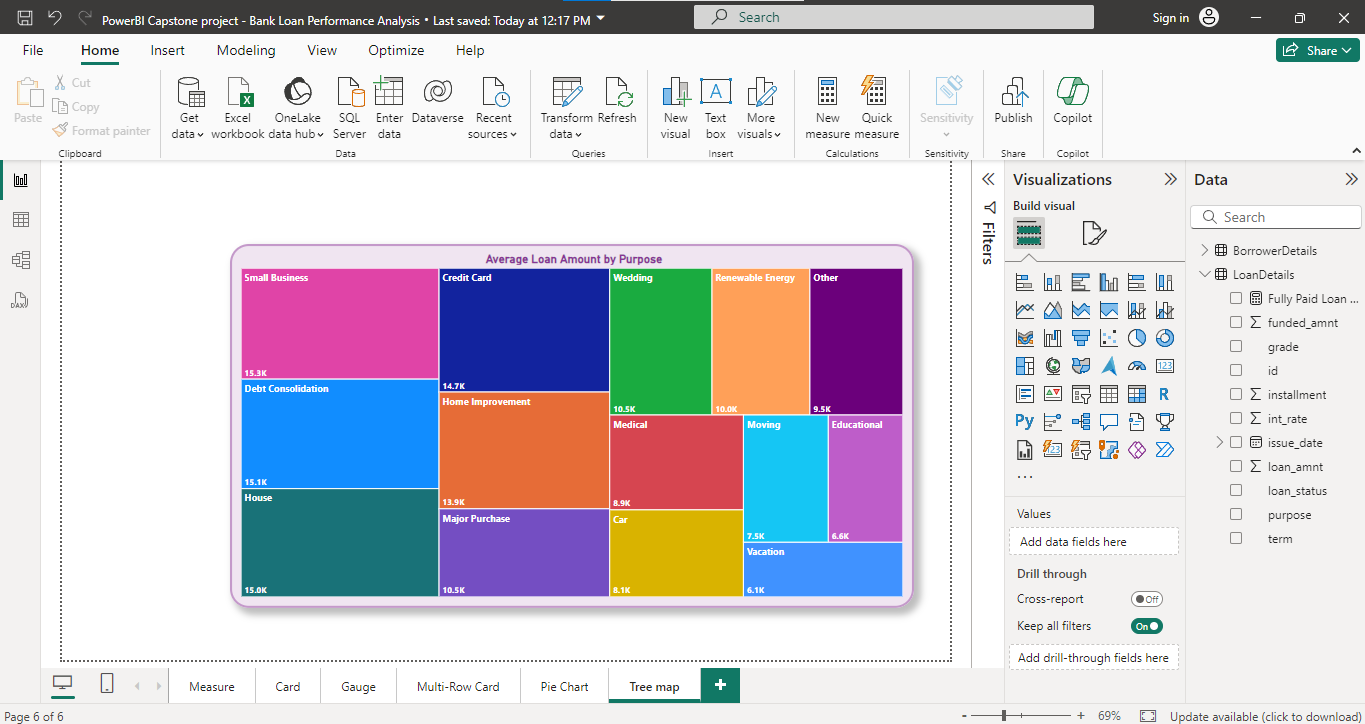 PowerBI Capstone project - Bank Loan Performance Analysis • Last saved: Today at 12:17 PM
Search
Sign in
File
Home
Insert
Modeling
View
Optimize
Help
Share
Paste
Cut
Copy
Format painter
Clipboard
Get data
Excel workbook
OneLake data hub
SQL Server
Enter data
Dataverse
Recent sources
Data
Transform data
Refresh
Queries
New visual
Text box
More visuals
Insert
New measure
Quick measure
Calculations
Sensitivity
Sensitivity
Publish
Share
Copilot
Copilot
Average Loan Amount by Purpose
Small Business
15.3K
Debt Consolidation
15.1K
House
15.0K
Credit Card
14.7K
Home Improvement
13.9K
Major Purchase
10.5K
Wedding
10.5K
Renewable Energy
10.0K
Other
9.5K
Medical
8.9K
Car
8.1K
Moving
7.5K
Educational
6.6K
Vacation
6.1K
Filters
Visualizations
Build visual
123
R
Py
123
...
Values
Add data fields here
Drill through
Cross-report
Off
Keep all filters
On
Add drill-through fields here
Data
Search
BorrowerDetails
LoanDetails
Fully Paid Loan ...
funded_amnt
grade
id
installment
int_rate
issue_date
loan_amnt
loan_status
purpose
term
DAX
Measure
Card
Gauge
Multi-Row Card
Pie Chart
Tree map
+
Page 6 of 6
- + 69%
Update available (click to download)